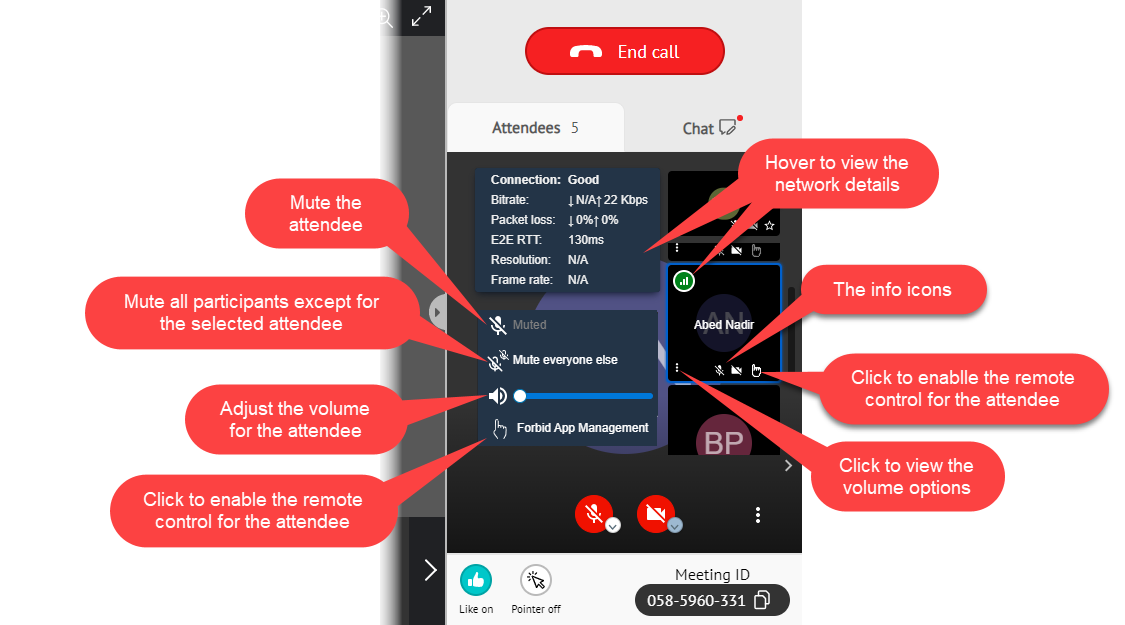 End call
Attendees 5
Chat
Hover to view the
network details
Connection: Good
Bitrate: ↓N/A↑ 22 Kbps
Packet loss: ↓0%↑ 0%
E2E RTT: 130ms
Resolution: N/A
Frame rate: N/A
Mute the
attendee
Mute all participants except for
the selected attendee
Adjust the volume
for the attendee
Click to enable the remote
control for the attendee
Muted
Mute everyone else
Forbid App Management
AN
Abed Nadir
BP
The info icons
Click to enablle the remote
control for the attendee
Click to view the
volume options
Like on
Pointer off
Meeting ID
058-5960-331